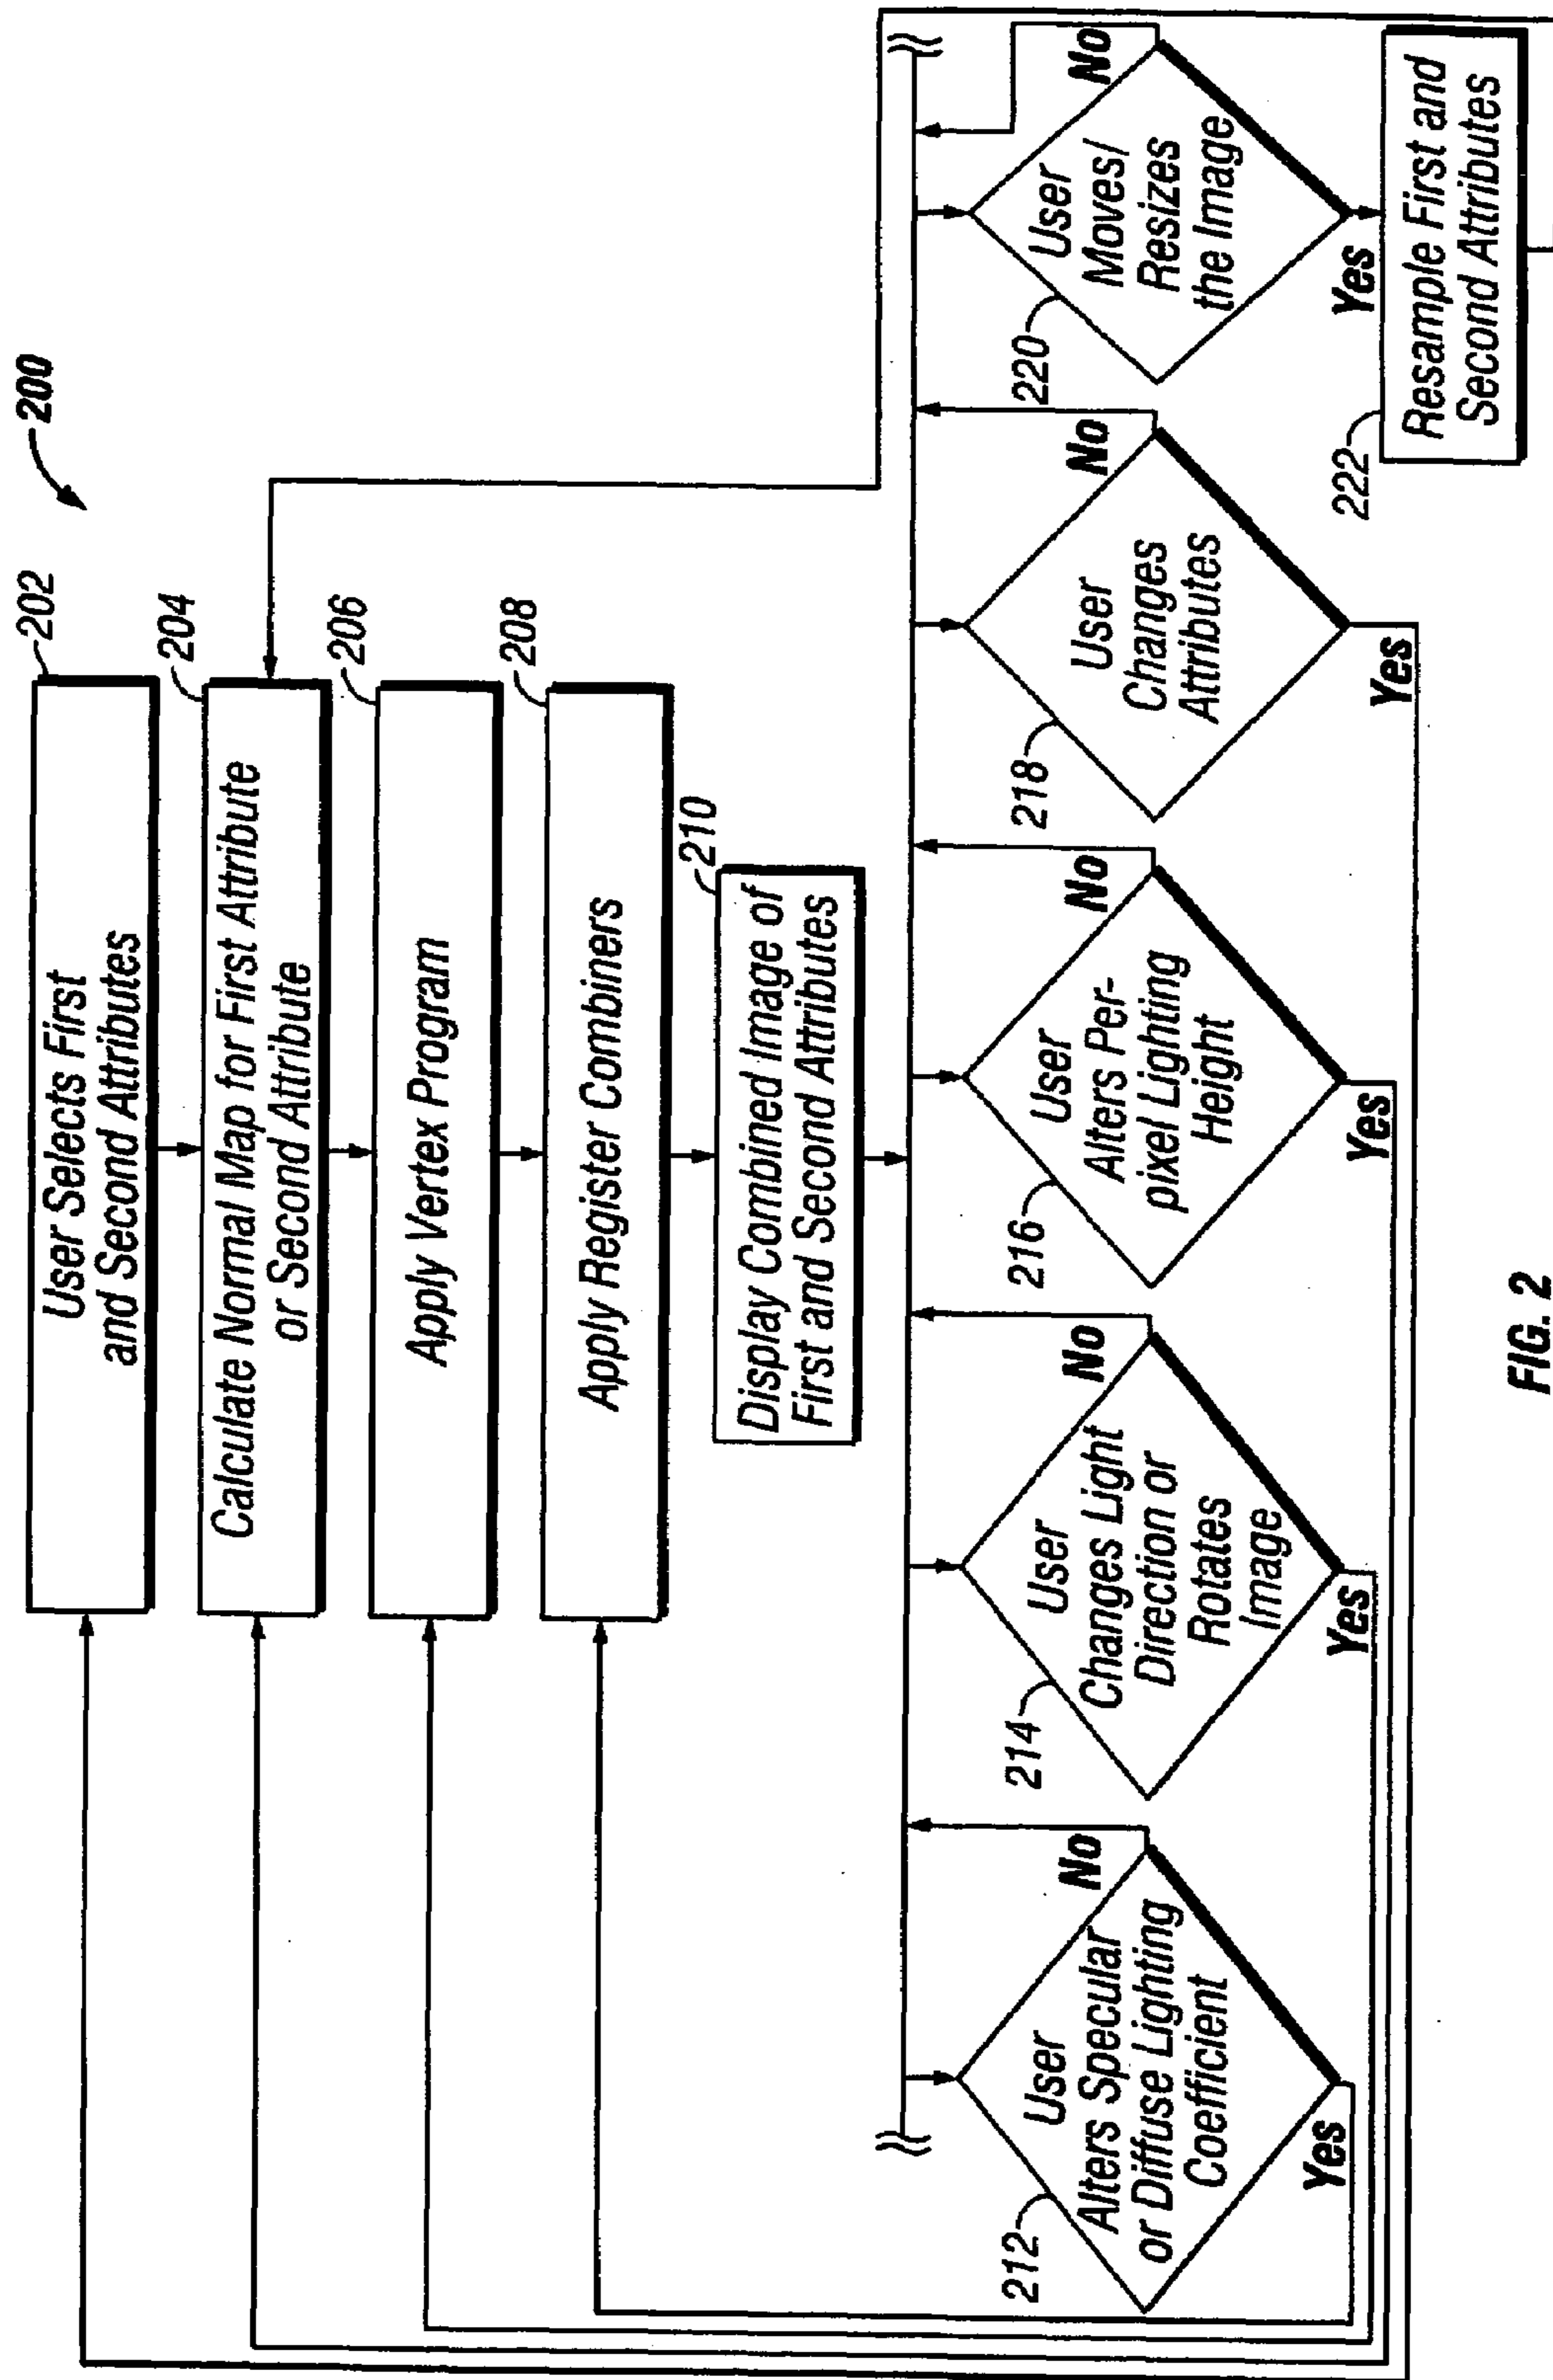 200
202
User Selects First
and Second Attributes
204
Calculate Normal Map for First Attribute
or Second Attribute
206
Apply Vertex Program
208
Apply Register Combiners
210
Display Combined Image of
First and Second Attributes
212
User
Alters Specular
or Diffuse Lighting
Coefficient
No
Yes
214
User
Changes Light
Direction or
Rotates
Image
No
Yes
216
User
Alters Per-
pixel Lighting
Height
No
Yes
218
User
Changes
Attributes
No
Yes
220
User
Moves/
Resizes
the Image
No
Yes
222
Resample First and
Second Attributes
FIG. 2